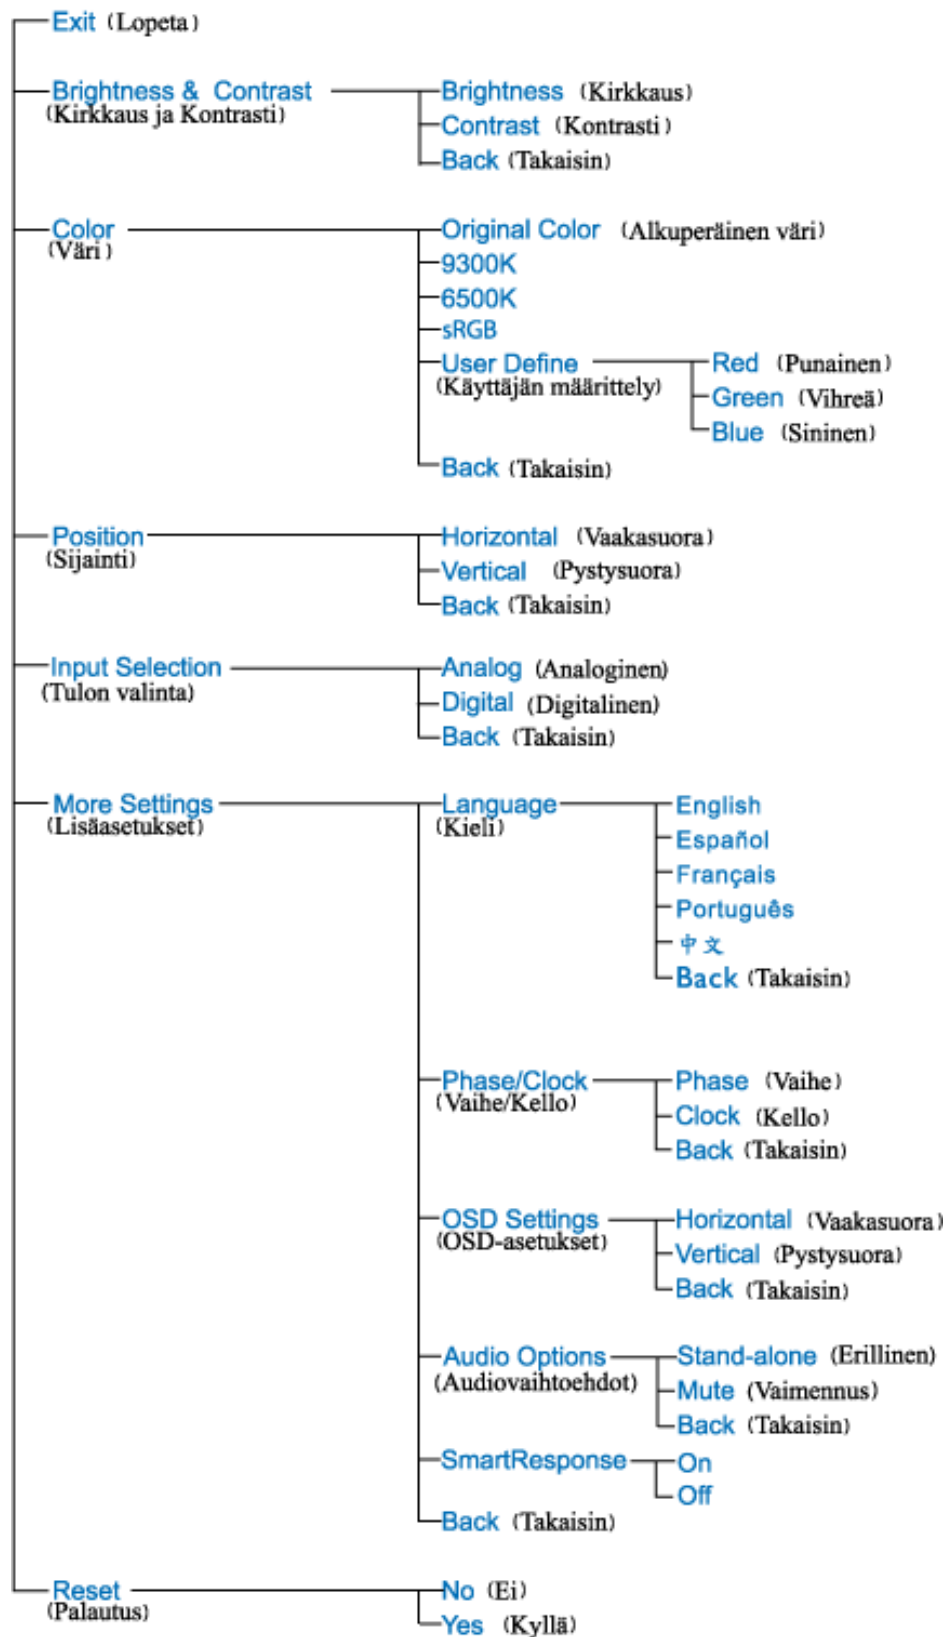 Exit (Lopeta)
Brightness & Contrast
(Kirkkaus ja Kontrasti)
Brightness (Kirkkaus)
Contrast (Kontrasti)
Back (Takaisin)
Color
(Väri)
Original Color (Alkuperäinen väri)
9300K
6500K
sRGB
User Define
(Käyttäjän määrittely)
Red (Punainen)
Green (Vihreä)
Blue (Sininen)
Back (Takaisin)
Position
(Sijainti)
Horizontal (Vaakasuora)
Vertical (Pystysuora)
Back (Takaisin)
Input Selection
(Tulon valinta)
Analog (Analoginen)
Digital (Digitalinen)
Back (Takaisin)
More Settings
(Lisäasetukset)
Language
(Kieli)
English
Español
Français
Português
中文
Back (Takaisin)
Phase/Clock
(Vaihe/Kello)
Phase (Vaihe)
Clock (Kello)
Back (Takaisin)
OSD Settings
(OSD-asetukset)
Horizontal (Vaakasuora)
Vertical (Pystysuora)
Back (Takaisin)
Audio Options
(Audiovaihtoehdot)
Stand-alone (Erillinen)
Mute (Vaimennus)
Back (Takaisin)
SmartResponse
On
Off
Back (Takaisin)
Reset
(Palautus)
No (Ei)
Yes (Kyllä)